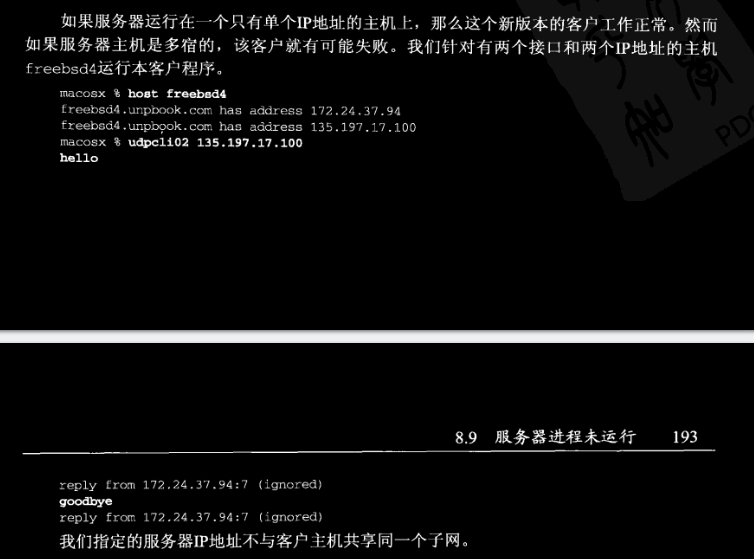 如果服务器运行在一个只有单个IP地址的主机上，那么这个新版本的客户工作正常。然而
如果服务器主机是多宿的，该客户就有可能失败。我们针对有两个接口和两个IP地址的主机
freebsd4运行本客户程序。
macosx % host freebsd4
freebsd4.unpbook.com has address 172.24.37.94
freebsd4.unpbook.com has address 135.197.17.100
macosx % udpcli02 135.197.17.100
hello
PDG
8.9 服务器进程未运行 193
reply from 172.24.37.94:7 (ignored)
goodbye
reply from 172.24.37.94:7 (ignored)
我们指定的服务器IP地址不与客户主机共享同一个子网。